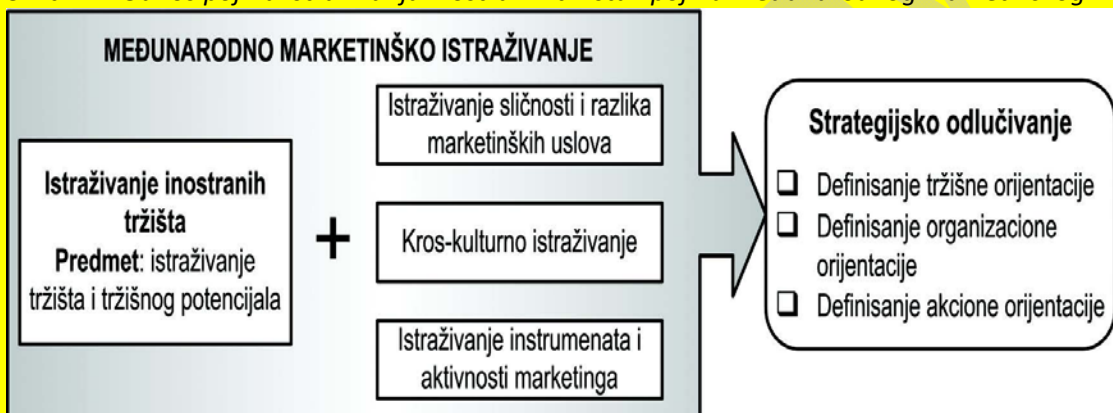 MEĐUNARODNO MARKETINŠKO ISTRAŽIVANJE
Istraživanje inostranih
tržišta
Predmet: istraživanje
tržišta i tržišnog potencijala
+
Istraživanje sličnosti i razlika
marketinških uslova
Kros-kulturno istraživanje
Istraživanje instrumenata i
aktivnosti marketinga
Strategijsko odlučivanje
Definisanje tržišne orijentacije
Definisanje organizacione
orijentacije
Definisanje akcione orijentacije